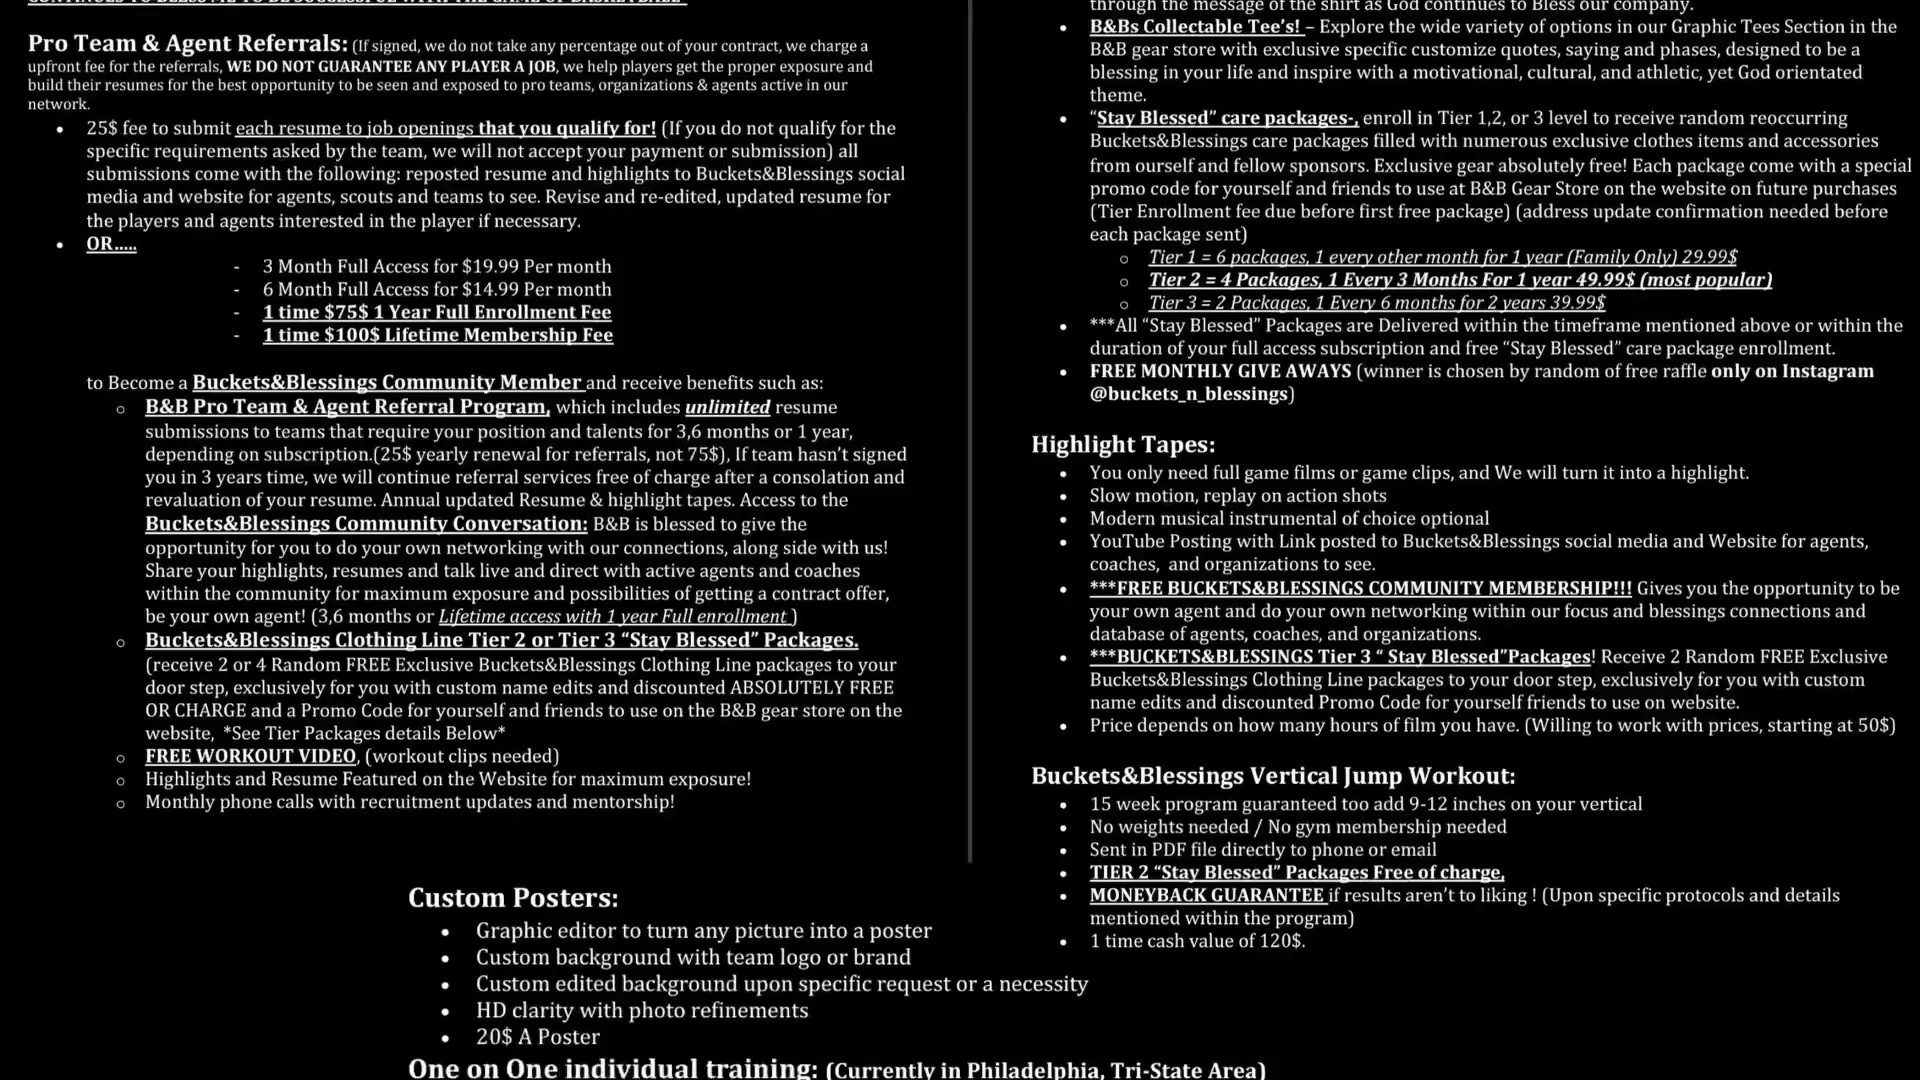 CONTINUES TO BLESS ME TO BE SUCCESSFUL WITH THE GAME OF BASKETBALL"
Pro Team & Agent Referrals: (If signed, we do not take any percentage out of your contract, we charge a
upfront fee for the referrals, WE DO NOT GUARANTEE ANY PLAYER A JOB, we help players get the proper exposure and
build their resumes for the best opportunity to be seen and exposed to pro teams, organizations & agents active in our
network.
• 25$ fee to submit each resume to job openings that you qualify for! (If you do not qualify for the
specific requirements asked by the team, we will not accept your payment or submission) all
submissions come with the following: reposted resume and highlights to Buckets&Blessings social
media and website for agents, scouts and teams to see. Revise and re-edited, updated resume for
the players and agents interested in the player if necessary.
• OR.....
- 3 Month Full Access for $19.99 Per month
- 6 Month Full Access for $14.99 Per month
- 1 time $75$ 1 Year Full Enrollment Fee
- 1 time $100$ Lifetime Membership Fee
to Become a Buckets&Blessings Community Member and receive benefits such as:
o B&B Pro Team & Agent Referral Program, which includes unlimited resume
submissions to teams that require your position and talents for 3,6 months or 1 year,
depending on subscription.(25$ yearly renewal for referrals, not 75$), If team hasn't signed
you in 3 years time, we will continue referral services free of charge after a consolation and
revaluation of your resume. Annual updated Resume & highlight tapes. Access to the
Buckets&Blessings Community Conversation: B&B is blessed to give the
opportunity for you to do your own networking with our connections, along side with us!
Share your highlights, resumes and talk live and direct with active agents and coaches
within the community for maximum exposure and possibilities of getting a contract offer,
be your own agent! (3,6 months or Lifetime access with 1 year Full enrollment )
o Buckets&Blessings Clothing Line Tier 2 or Tier 3 "Stay Blessed" Packages.
(receive 2 or 4 Random FREE Exclusive Buckets&Blessings Clothing Line packages to your
door step, exclusively for you with custom name edits and discounted ABSOLUTELY FREE
OR CHARGE and a Promo Code for yourself and friends to use on the B&B gear store on the
website, *See Tier Packages details Below*
o FREE WORKOUT VIDEO, (workout clips needed)
o Highlights and Resume Featured on the Website for maximum exposure!
o Monthly phone calls with recruitment updates and mentorship!
through the message of the shirt as God continues to Bless our company.
• B&Bs Collectable Tee's! – Explore the wide variety of options in our Graphic Tees Section in the
B&B gear store with exclusive specific customize quotes, saying and phases, designed to be a
blessing in your life and inspire with a motivational, cultural, and athletic, yet God orientated
theme.
• "Stay Blessed" care packages-, enroll in Tier 1,2, or 3 level to receive random reoccurring
Buckets&Blessings care packages filled with numerous exclusive clothes items and accessories
from ourself and fellow sponsors. Exclusive gear absolutely free! Each package come with a special
promo code for yourself and friends to use at B&B Gear Store on the website on future purchases
(Tier Enrollment fee due before first free package) (address update confirmation needed before
each package sent)
o Tier 1 = 6 packages, 1 every other month for 1 year (Family Only) 29.99$
o Tier 2 = 4 Packages, 1 Every 3 Months For 1 year 49.99$ (most popular)
o Tier 3 = 2 Packages, 1 Every 6 months for 2 years 39.99$
• ***All "Stay Blessed" Packages are Delivered within the timeframe mentioned above or within the
duration of your full access subscription and free "Stay Blessed" care package enrollment.
• FREE MONTHLY GIVE AWAYS (winner is chosen by random of free raffle only on Instagram
@buckets_n_blessings)
Highlight Tapes:
• You only need full game films or game clips, and We will turn it into a highlight.
• Slow motion, replay on action shots
• Modern musical instrumental of choice optional
• YouTube Posting with Link posted to Buckets&Blessings social media and Website for agents,
coaches, and organizations to see.
• ***FREE BUCKETS&BLESSINGS COMMUNITY MEMBERSHIP!!! Gives you the opportunity to be
your own agent and do your own networking within our focus and blessings connections and
database of agents, coaches, and organizations.
• ***BUCKETS&BLESSINGS Tier 3 " Stay Blessed"Packages! Receive 2 Random FREE Exclusive
Buckets&Blessings Clothing Line packages to your door step, exclusively for you with custom
name edits and discounted Promo Code for yourself friends to use on website.
• Price depends on how many hours of film you have. (Willing to work with prices, starting at 50$)
Buckets&Blessings Vertical Jump Workout:
• 15 week program guaranteed too add 9-12 inches on your vertical
• No weights needed / No gym membership needed
• Sent in PDF file directly to phone or email
• TIER 2 "Stay Blessed" Packages Free of charge,
• MONEYBACK GUARANTEE if results aren't to liking ! (Upon specific protocols and details
mentioned within the program)
• 1 time cash value of 120$.
Custom Posters:
• Graphic editor to turn any picture into a poster
• Custom background with team logo or brand
• Custom edited background upon specific request or a necessity
• HD clarity with photo refinements
• 20$ A Poster
One on One individual training: (Currently in Philadelphia, Tri-State Area)